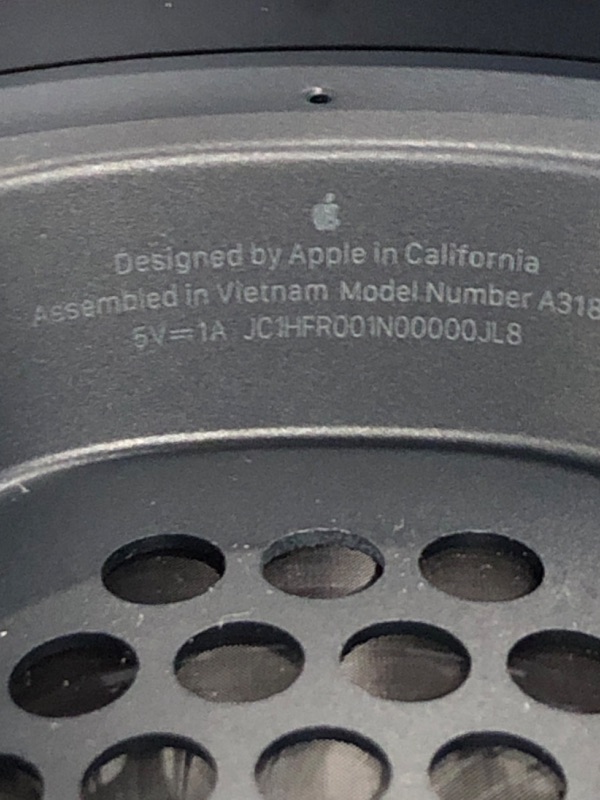 Designed by Apple in California
Assembled in Vietnam Model Number A318
5V⎓1A JC1HFR001N00000JL8